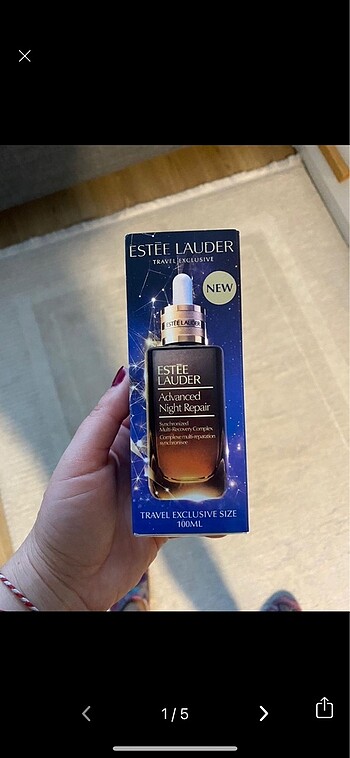 ESTĒE LAUDER
TRAVEL EXCLUSIVE
NEW
ESTĒE LAUDER
ESTĒE
LAUDER
Advanced
Night Repair
Synchronized
Multi-Recovery Complex
Complexe multi-réparation
synchronisée
TRAVEL EXCLUSIVE SIZE
100ML
1/5